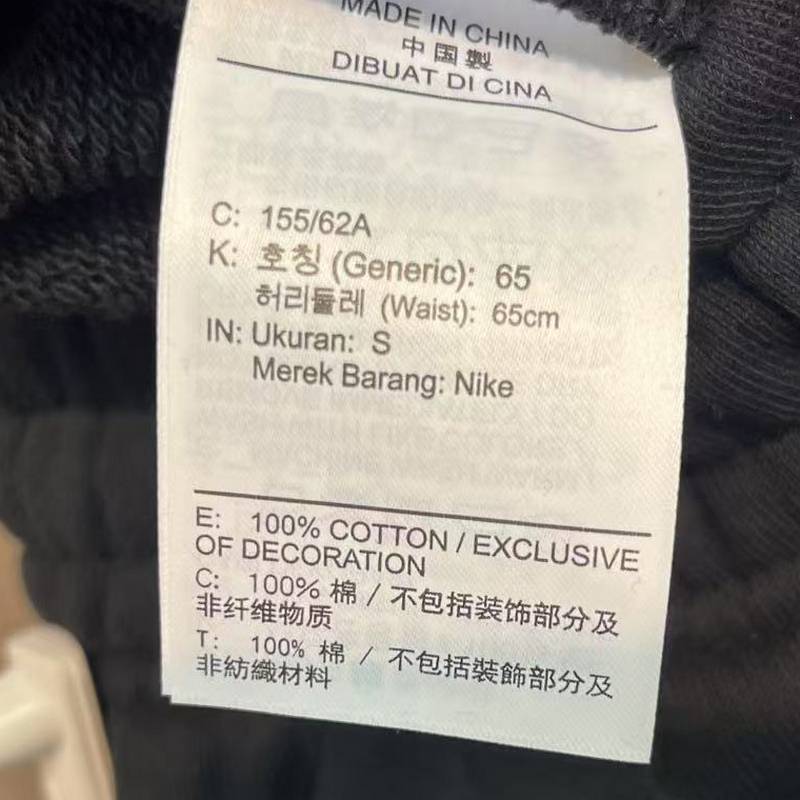 MADE IN CHINA
中国製
DIBUAT DI CINA
C: 155/62A
K: 호칭 (Generic): 65
허리둘레 (Waist): 65cm
IN: Ukuran: S
Merek Barang: Nike
E: 100% COTTON / EXCLUSIVE
OF DECORATION
C: 100% 棉 / 不包括装饰部分及
非纤维物质
T: 100% 棉 / 不包括裝飾部分及
非紡織材料